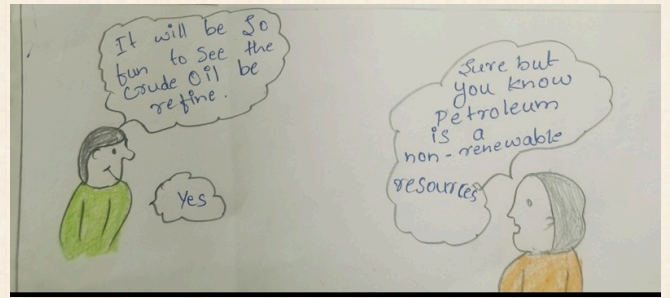 It will be So
fun to See the
Crude Oil be
refine.
Yes
Sure but
you know
Petroleum
is a
non-renewable
resources